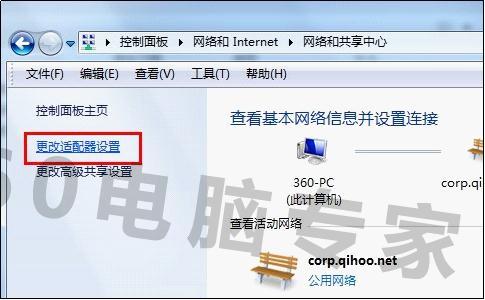 控制面板 ▸ 网络和 Internet ▸ 网络和共享中心
文件(F) 编辑(E) 查看(V) 工具(T) 帮助(H)
控制面板主页
更改适配器设置
更改高级共享设置
查看基本网络信息并设置连接
360-PC
(此计算机)
corp.qi
查看活动网络
corp.qihoo.net
公用网络
60电脑专家